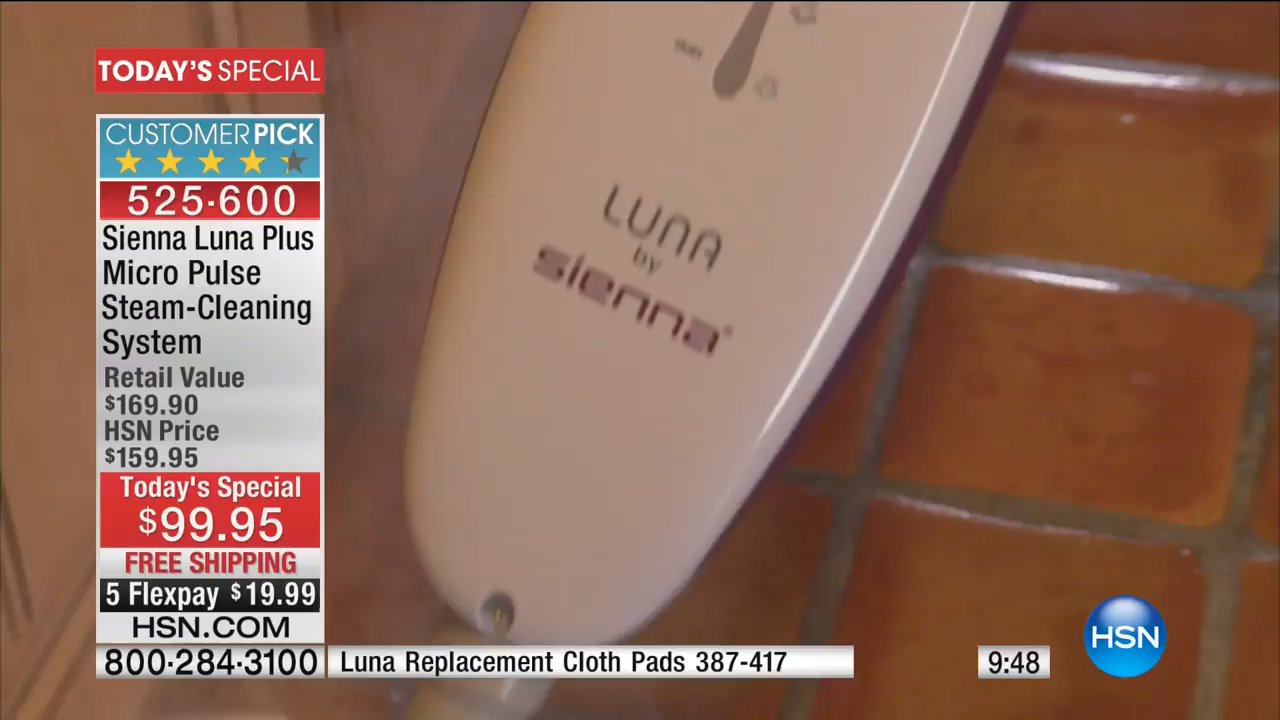 TODAY'S SPECIAL
CUSTOMERPICK
525-600
Sienna Luna Plus
Micro Pulse
Steam-Cleaning
System
Retail Value
$169.90
HSN Price
$159.95
Today's Special
$99.95
FREE SHIPPING
5 Flexpay $19.99
HSN.COM
800-284-3100
Luna Replacement Cloth Pads 387-417
9:48
HSN
LUNA
by
sienna